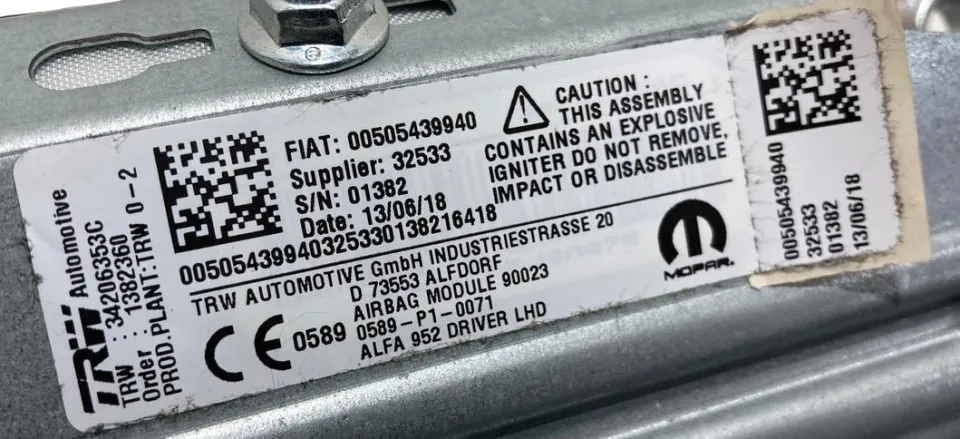 TRW Automotive
TRW : 34206353C
Order : 13822360
PROD.PLANT:TRW 0-2
FIAT: 00505439940
Supplier: 32533
S/N: 01382
Date: 13/06/18
00505439940325330138216418
CAUTION :
THIS ASSEMBLY
CONTAINS AN EXPLOSIVE
IGNITER DO NOT REMOVE,
IMPACT OR DISASSEMBLE
TRW AUTOMOTIVE GmbH INDUSTRIESTRASSE 20
D 73553 ALFDORF
AIRBAG MODULE 90023
CE 0589 0589-P1-0071
ALFA 952 DRIVER LHD
MOPAR.
00505439940
32533
01382
13/06/18